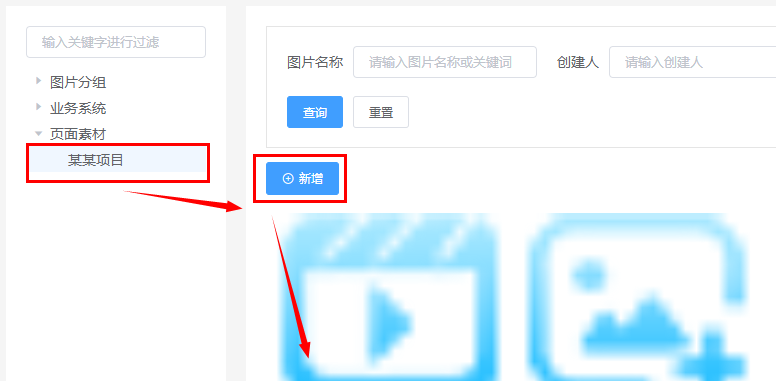 输入关键字进行过滤
图片分组
业务系统
页面素材
某某项目
图片名称 请输入图片名称或关键词 创建人 请输入创建人
查询 重置
新增